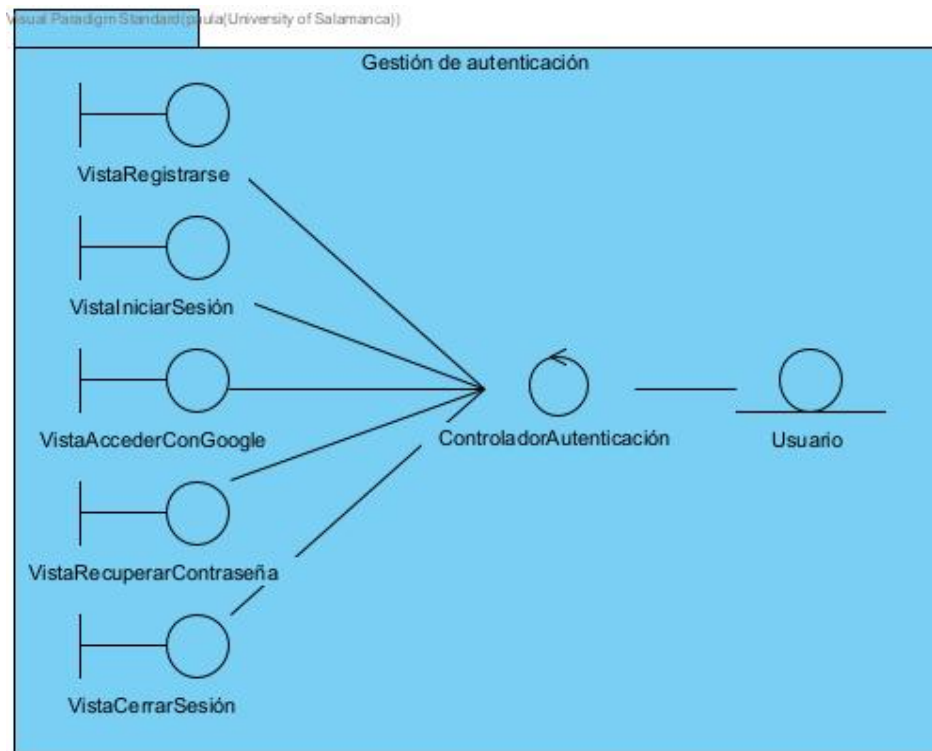 Visual Paradigm Standard(paula(University of Salamanca))
Gestión de autenticación
VistaRegistrarse
VistaIniciarSesión
VistaAccederConGoogle
ControladorAutenticación
Usuario
VistaRecuperarContraseña
VistaCerrarSesión